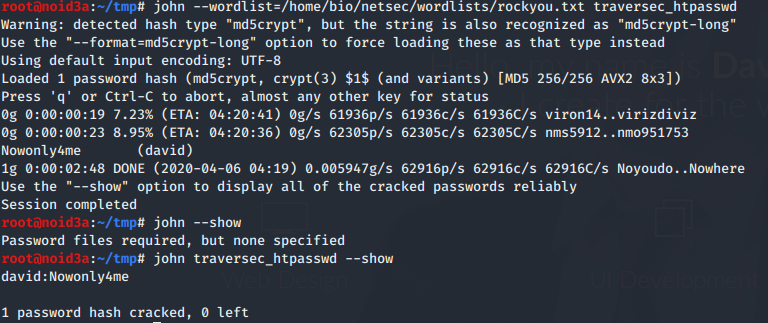 root@noid3a:~/tmp# john --wordlist=/home/bio/netsec/wordlists/rockyou.txt traversec_htpasswd
Warning: detected hash type "md5crypt", but the string is also recognized as "md5crypt-long"
Use the "--format=md5crypt-long" option to force loading these as that type instead
Using default input encoding: UTF-8
Loaded 1 password hash (md5crypt, crypt(3) $1$ (and variants) [MD5 256/256 AVX2 8x3])
Press 'q' or Ctrl-C to abort, almost any other key for status
0g 0:00:00:19 7.23% (ETA: 04:20:41) 0g/s 61936p/s 61936c/s 61936C/s viron14..virizdiviz
0g 0:00:00:23 8.95% (ETA: 04:20:36) 0g/s 62305p/s 62305c/s 62305C/s nms5912..nmo951753
Nowonly4me       (david)
1g 0:00:02:48 DONE (2020-04-06 04:19) 0.005947g/s 62916p/s 62916c/s 62916C/s Noyoudo..Nowhere
Use the "--show" option to display all of the cracked passwords reliably
Session completed
root@noid3a:~/tmp# john --show
Password files required, but none specified
root@noid3a:~/tmp# john traversec_htpasswd --show
david:Nowonly4me
Web Design
UI Development
1 password hash cracked, 0 left